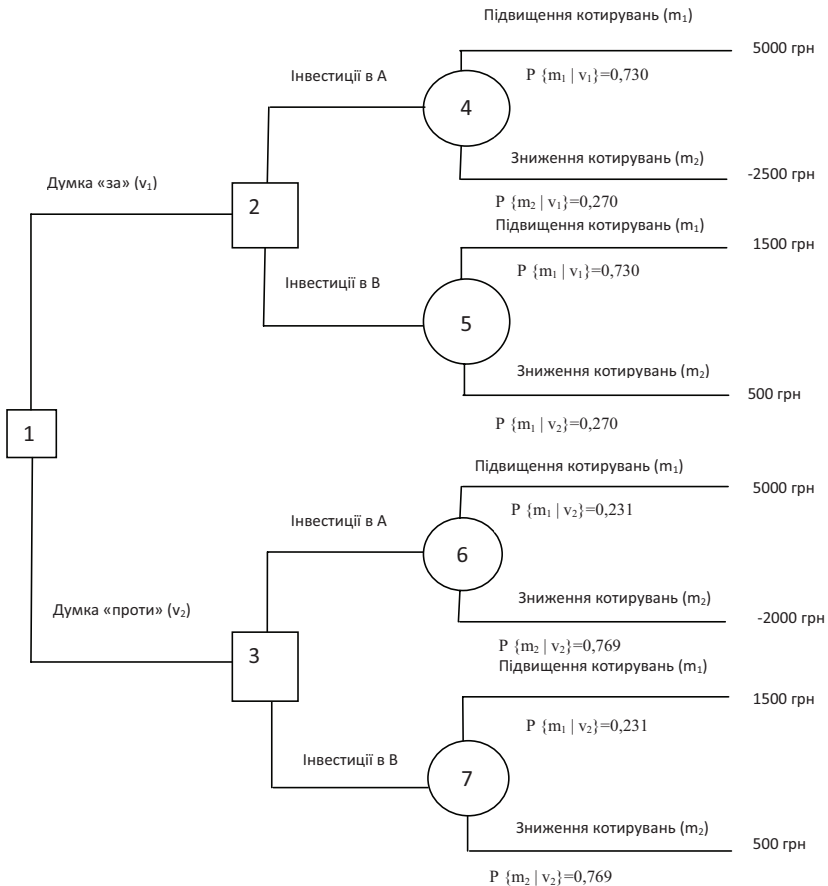 Підвищення котирувань (m₁)
5000 грн
Інвестиції в А
P {m₁ | v₁}=0,730
4
Зниження котирувань (m₂)
-2500 грн
Думка «за» (v₁)
2
P {m₂ | v₁}=0,270
Підвищення котирувань (m₁)
1500 грн
Інвестиції в В
P {m₁ | v₁}=0,730
5
Зниження котирувань (m₂)
500 грн
P {m₁ | v₂}=0,270
1
Підвищення котирувань (m₁)
5000 грн
P {m₁ | v₂}=0,231
Інвестиції в А
6
Зниження котирувань (m₂)
-2000 грн
Думка «проти» (v₂)
P {m₂ | v₂}=0,769
3
Підвищення котирувань (m₁)
1500 грн
P {m₁ | v₂}=0,231
Інвестиції в В
7
Зниження котирувань (m₂)
500 грн
P {m₂ | v₂}=0,769